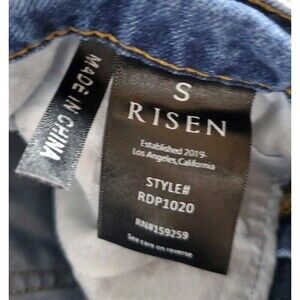 MADE IN CHINA
S
RISEN
Established 2019-
Los Angeles,California
STYLE#
RDP1020
RN#159259
See care on reverse